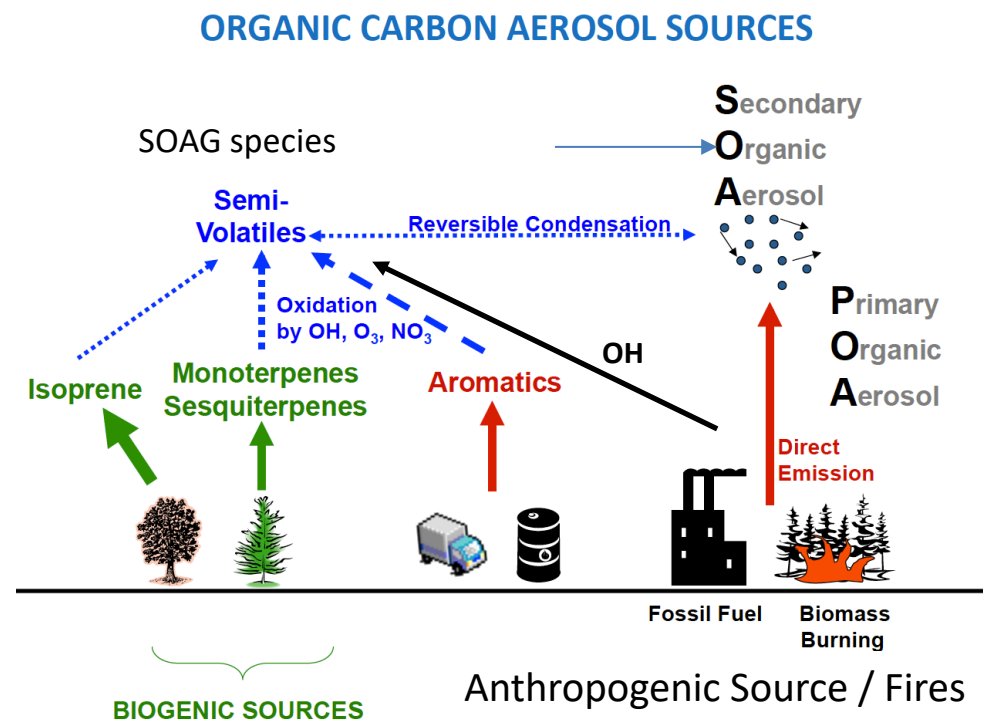 ORGANIC CARBON AEROSOL SOURCES
Secondary
Organic
Aerosol
SOAG species
Semi-
Volatiles
Reversible Condensation
Oxidation
by OH, O₃, NO₃
Primary
Organic
Aerosol
OH
Isoprene
Monoterpenes
Sesquiterpenes
Aromatics
Direct
Emission
Fossil Fuel
Biomass
Burning
BIOGENIC SOURCES
Anthropogenic Source / Fires